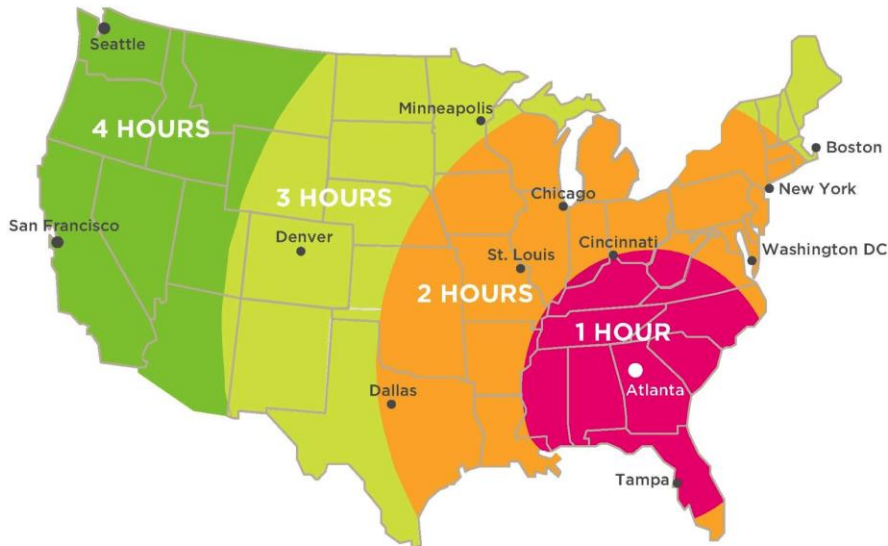 Seattle
Minneapolis
4 HOURS
Boston
New York
3 HOURS
Chicago
San Francisco
Denver
St. Louis
Cincinnati
Washington DC
2 HOURS
1 HOUR
Dallas
Atlanta
Tampa